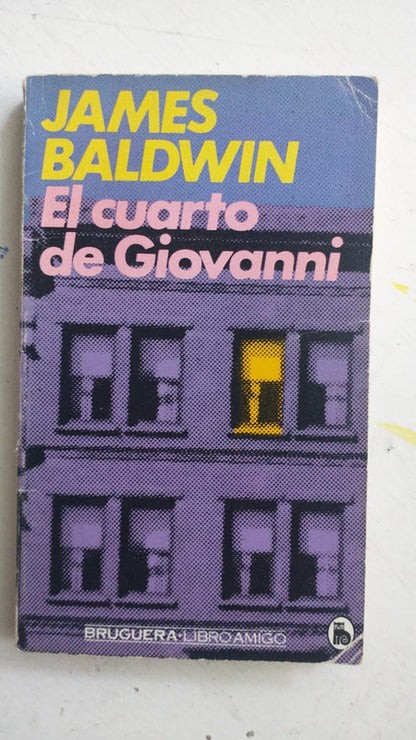 JAMES
BALDWIN
El cuarto
de Giovanni
BRUGUERA·LIBRO AMIGO